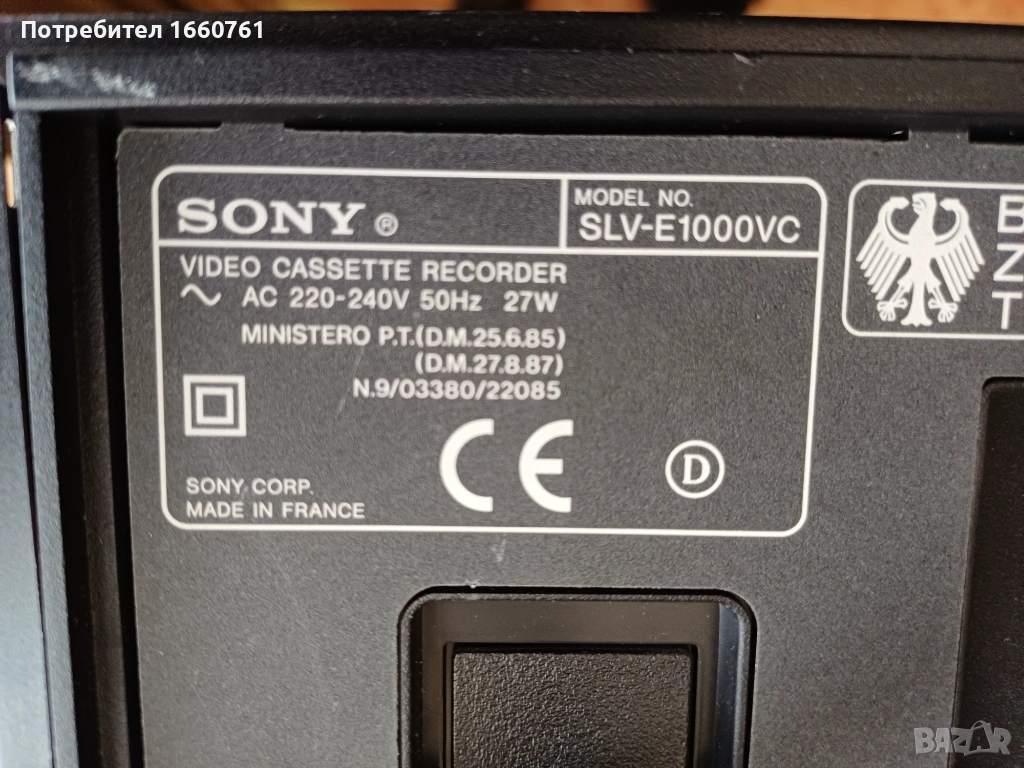 Потребител 1660761
SONY ®
MODEL NO.
SLV-E1000VC
VIDEO CASSETTE RECORDER
AC 220-240V 50Hz 27W
MINISTERO P.T.(D.M.25.6.85)
(D.M.27.8.87)
N.9/03380/22085
CE
D
SONY CORP.
MADE IN FRANCE
B
Z
T
BAZAR